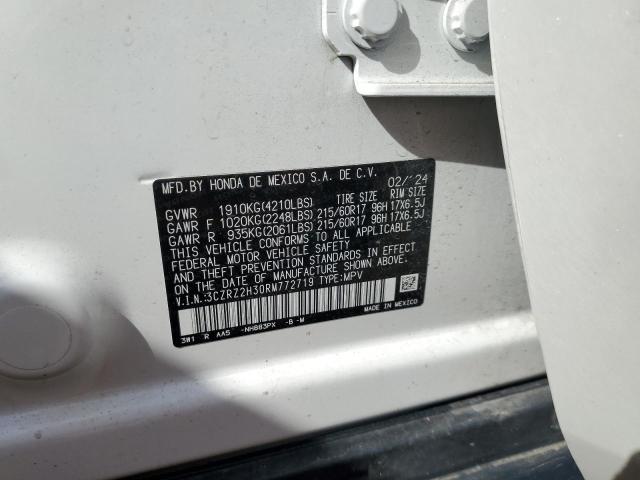 MFD.BY HONDA DE MEXICO S.A. DE C.V.
02/'24
TIRE SIZE RIM SIZE
GVWR 1910KG(4210LBS)
GAWR F 1020KG(2248LBS) 215/60R17 96H 17X6.5J
GAWR R 935KG(2061LBS) 215/60R17 96H 17X6.5J
THIS VEHICLE CONFORMS TO ALL APPLICABLE
FEDERAL MOTOR VEHICLE SAFETY
AND THEFT PREVENTION STANDARDS IN EFFECT
ON THE DATE OF MANUFACTURE SHOWN ABOVE.
V.I.N.:3CZRZ2H30RM772719 TYPE:MPV
MADE IN MEXICO
3W1 R AAS -NH883PX -B -M